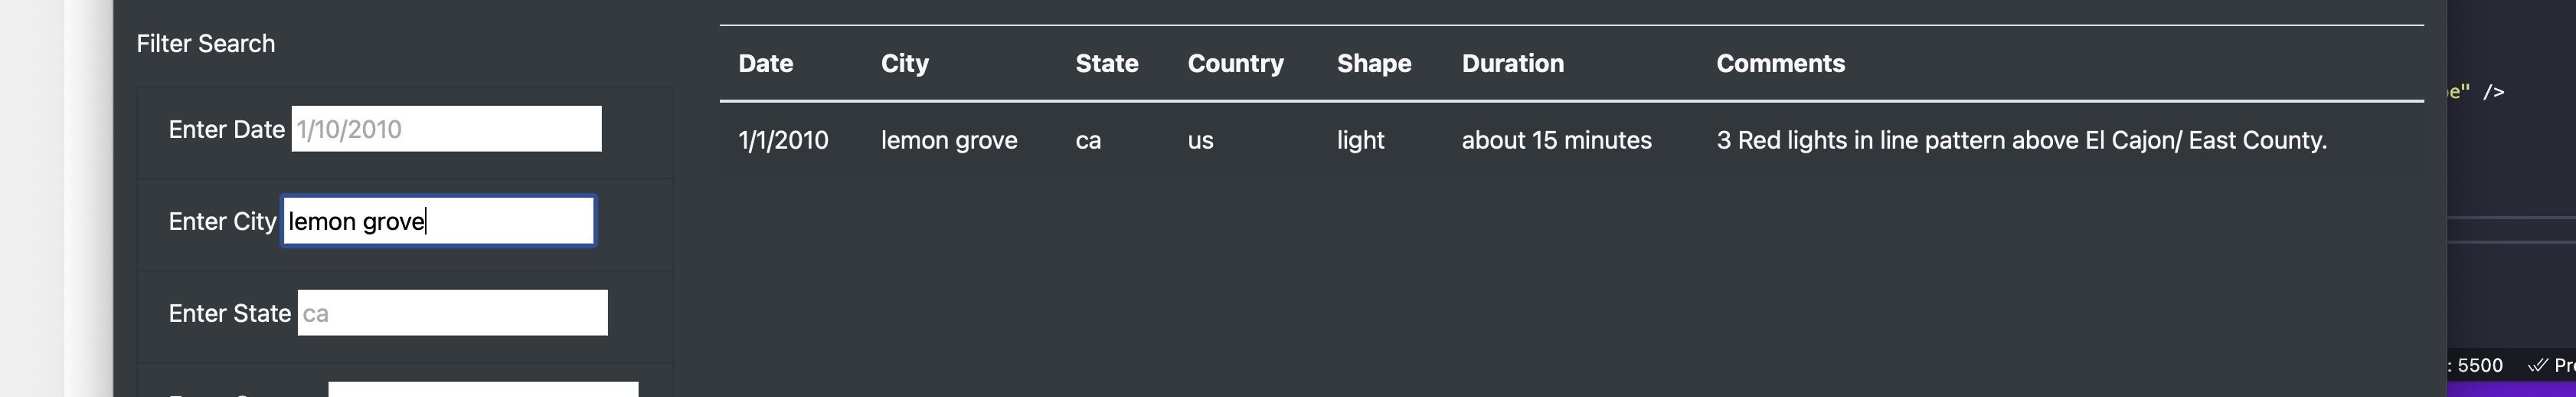 Filter Search
Enter Date 1/10/2010
Enter City lemon grove
Enter State ca
Date City State Country Shape Duration Comments
1/1/2010 lemon grove ca us light about 15 minutes 3 Red lights in line pattern above El Cajon/ East County.
e" />
: 5500